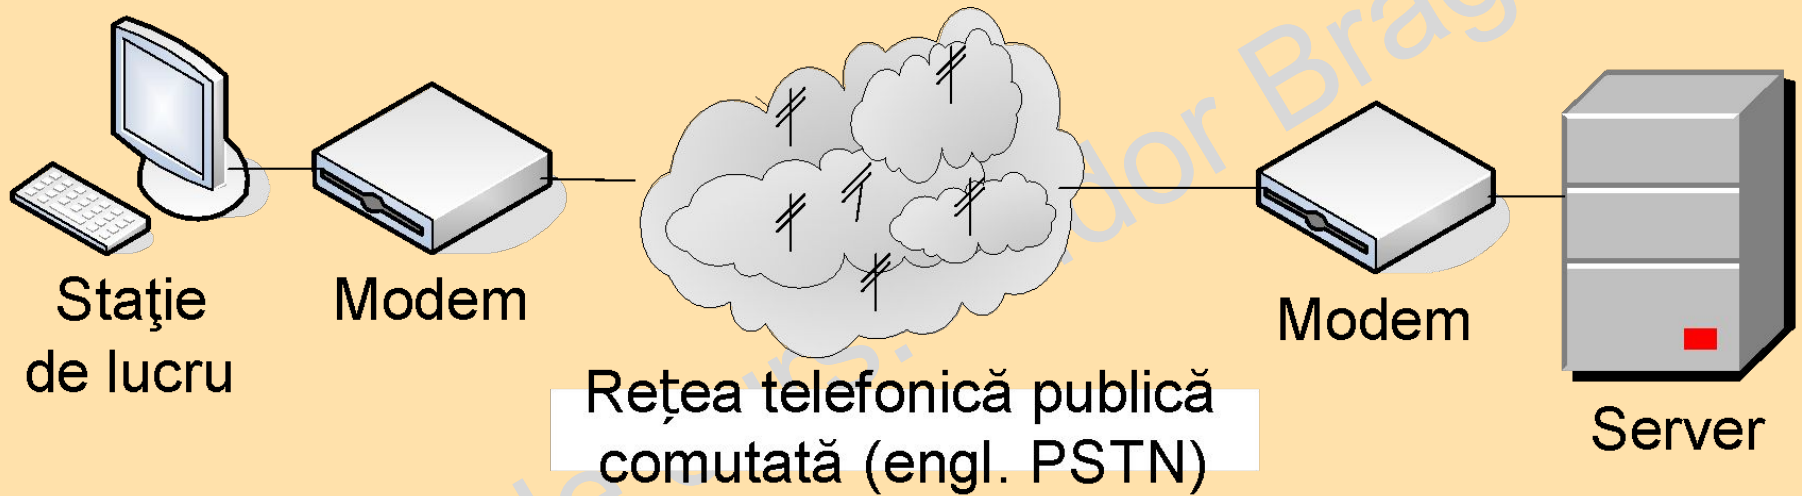 Staţie
de lucru
Modem
Rețea telefonică publică
comutată (engl. PSTN)
Modem
Server